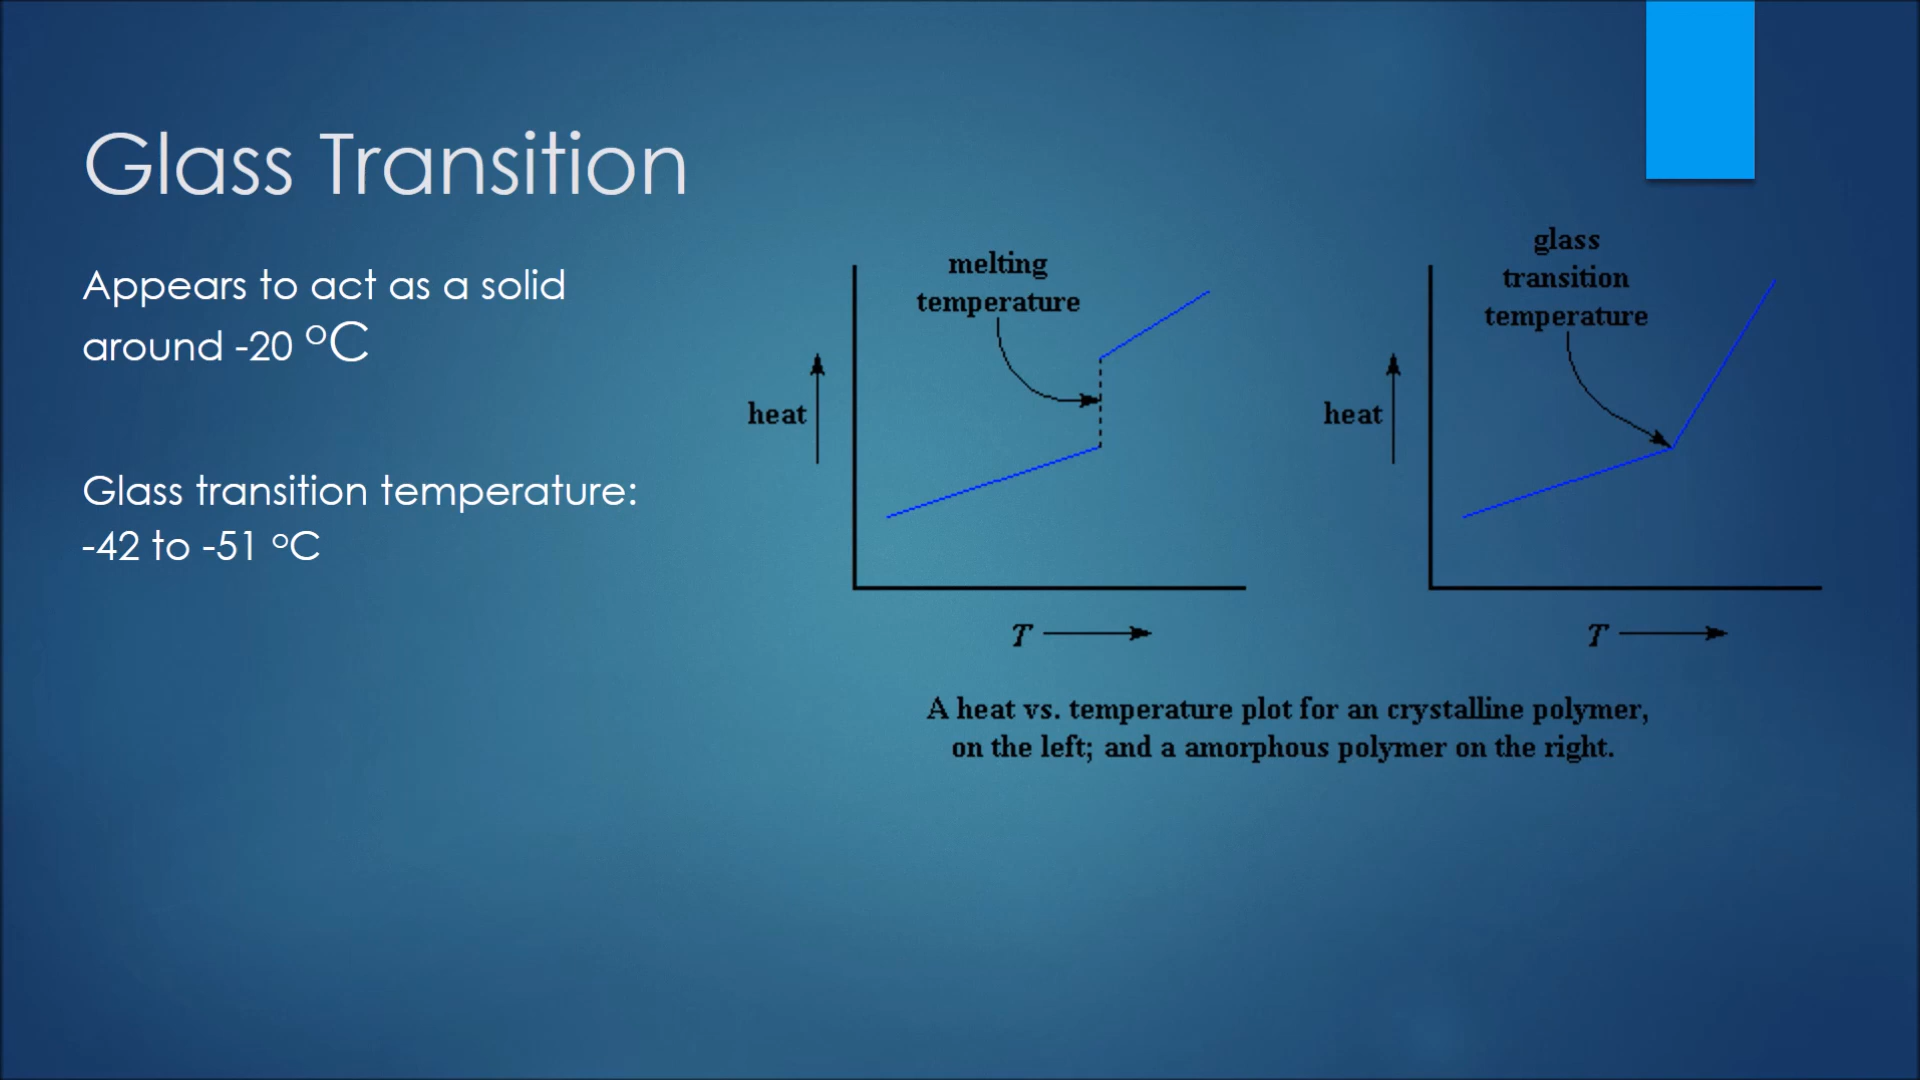 Glass Transition
Appears to act as a solid
around -20 °C
Glass transition temperature:
-42 to -51 °C
melting
temperature
heat
T
glass
transition
temperature
heat
T
A heat vs. temperature plot for an crystalline polymer,
on the left; and a amorphous polymer on the right.